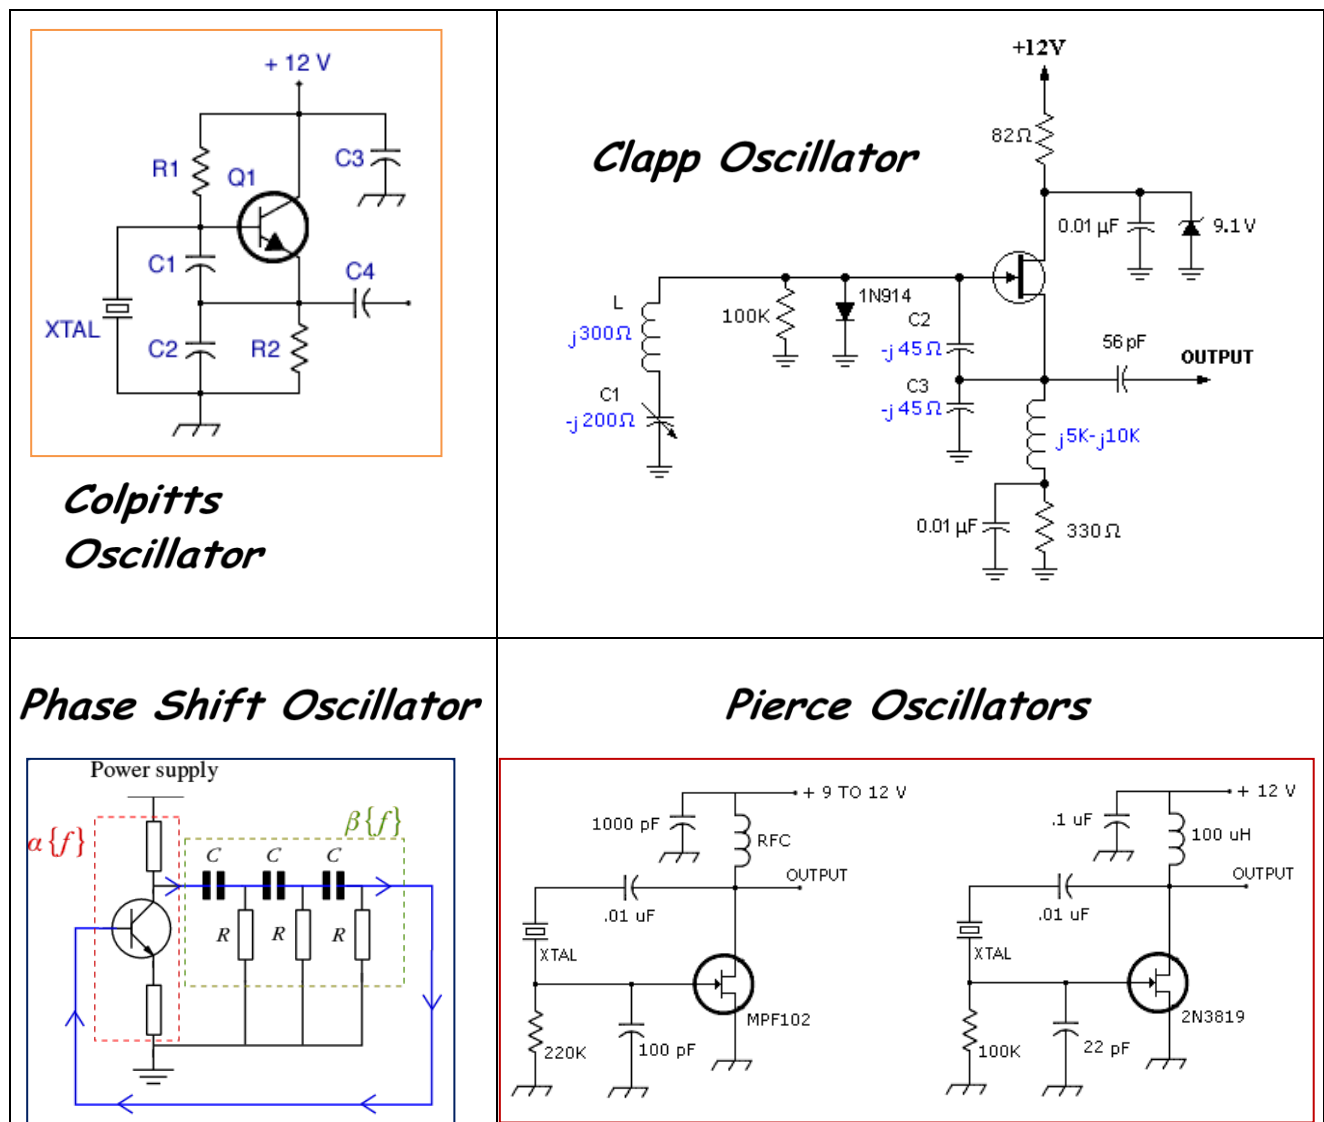 + 12 V
R1
Q1
C3
C1
C4
XTAL
C2
R2
Colpitts
Oscillator
+12V
82Ω
Clapp Oscillator
0.01 µF
9.1V
L
j300Ω
100K
1N914
C2
-j45Ω
56pF
OUTPUT
C1
-j200Ω
C3
-j45Ω
j5K-j10K
0.01 µF
330Ω
Phase Shift Oscillator
Power supply
α{f}
β{f}
C C C
R R R
Pierce Oscillators
+ 9 TO 12 V
1000 pF
RFC
OUTPUT
.01 uF
XTAL
MPF102
220K
100 pF
+ 12 V
.1 uF
100 uH
OUTPUT
.01 uF
XTAL
2N3819
100K
22 pF